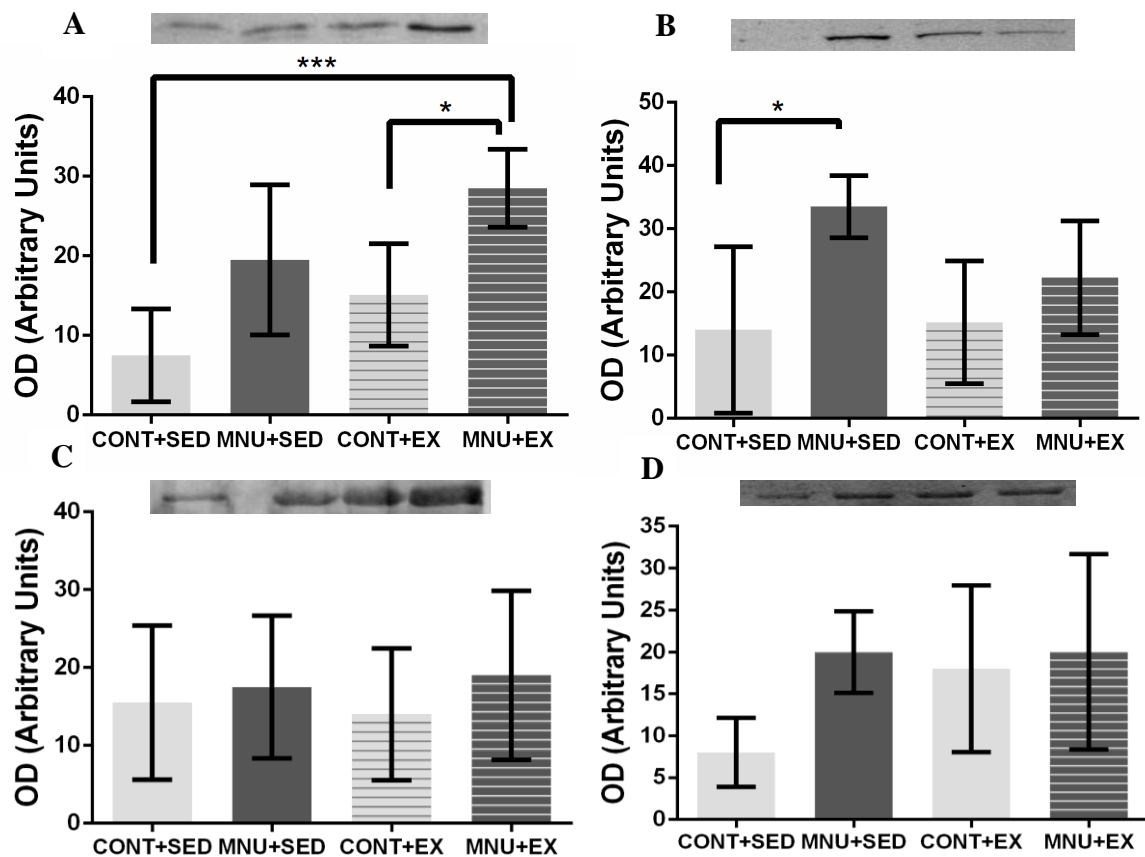 A
***
*
40
30
20
10
0
OD (Arbitrary Units)
CONT+SED MNU+SED CONT+EX MNU+EX
B
*
50
40
30
20
10
0
OD (Arbitrary Units)
CONT+SED MNU+SED CONT+EX MNU+EX
C
40
30
20
10
0
OD (Arbitrary Units)
CONT+SED MNU+SED CONT+EX MNU+EX
D
35
30
25
20
15
10
5
0
OD (Arbitrary Units)
CONT+SED MNU+SED CONT+EX MNU+EX